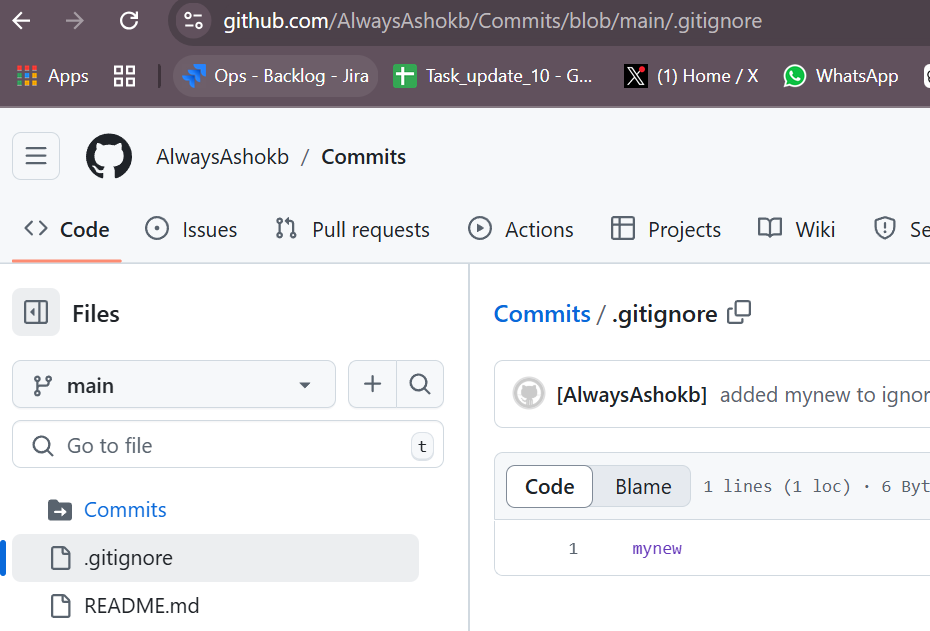 github.com/AlwaysAshokb/Commits/blob/main/.gitignore
Apps Ops - Backlog - Jira Task_update_10 - G... (1) Home / X WhatsApp
AlwaysAshokb / Commits
Code Issues Pull requests Actions Projects Wiki Se
Files
main
Go to file t
Commits
.gitignore
README.md
Commits / .gitignore
[AlwaysAshokb] added mynew to ignor
Code Blame 1 lines (1 loc) · 6 Byt
1 mynew